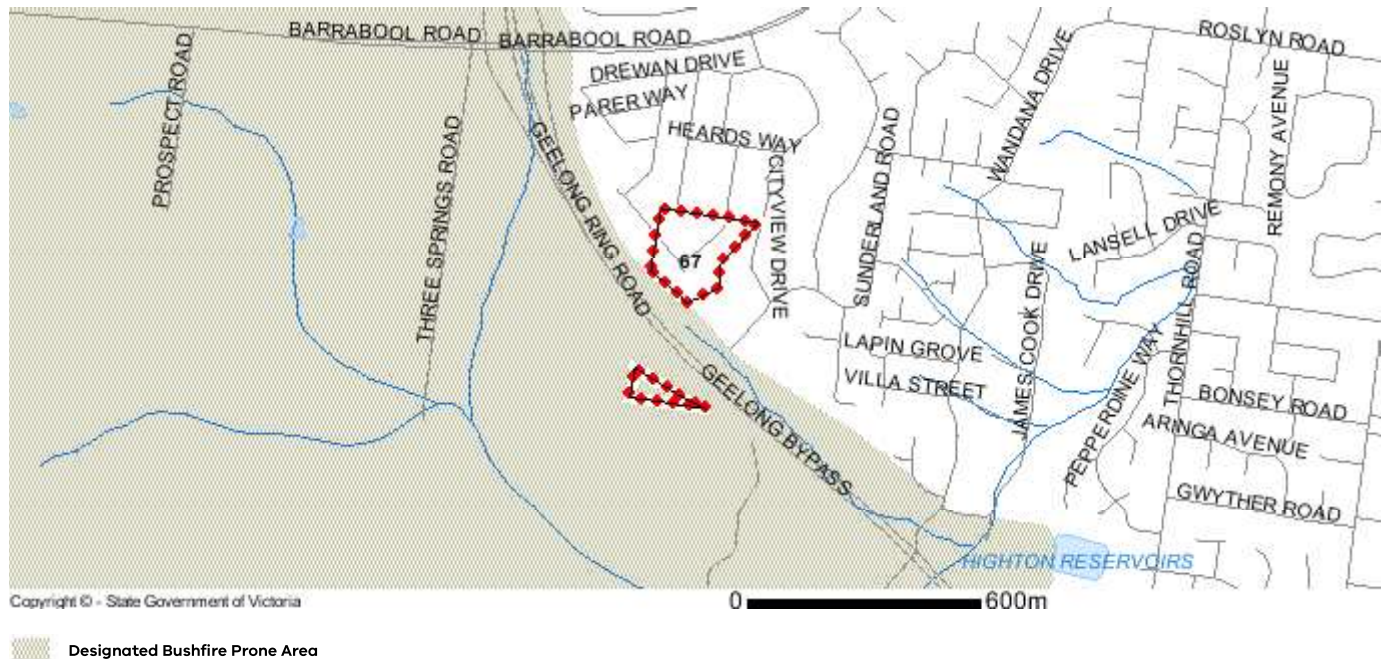 BARRABOOL ROAD
BARRABOOL ROAD
ROSLYN ROAD
PROSPECT ROAD
DREWAN DRIVE
WANDANA DRIVE
REMONY AVENUE
PARER WAY
THREE SPRINGS ROAD
GEELONG RING ROAD
HEARDS WAY
SUNDERLAND ROAD
CITYVIEW DRIVE
LANSELL DRIVE
67
JAMES COOK DRIVE
THORNHILL ROAD
LAPIN GROVE
PEPPERDINE WAY
VILLA STREET
GEELONG BYPASS
BONSEY ROAD
ARINGA AVENUE
GWYTHER ROAD
HIGHTON RESERVOIRS
Copyright © - State Government of Victoria
0 600m
Designated Bushfire Prone Area